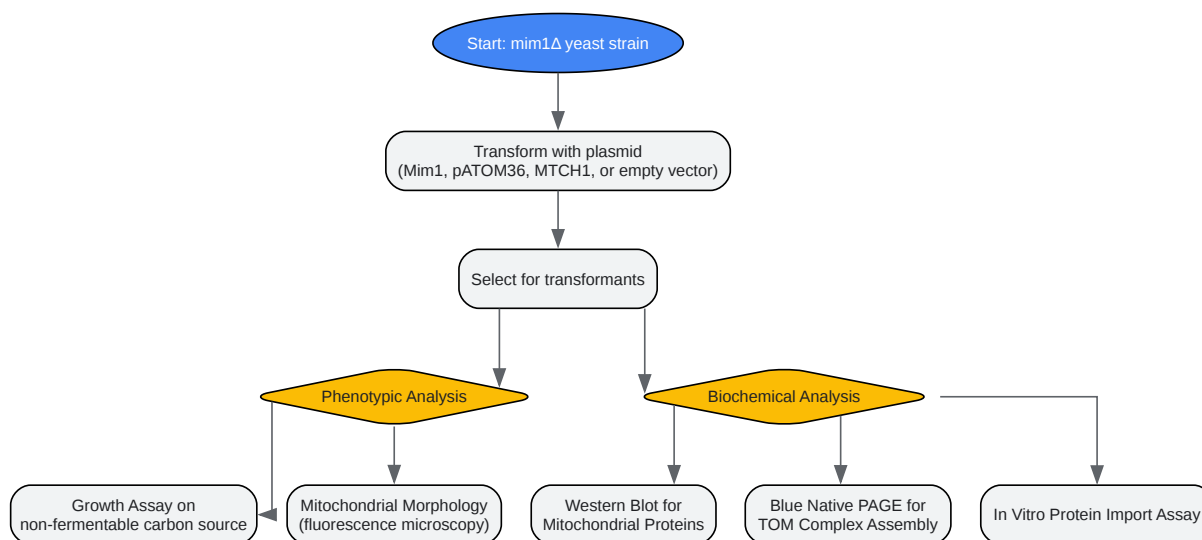 Start: mim1Δ yeast strain
Transform with plasmid
(Mim1, pATOM36, MTCH1, or empty vector)
Select for transformants
Phenotypic Analysis
Biochemical Analysis
Growth Assay on
non-fermentable carbon source
Mitochondrial Morphology
(fluorescence microscopy)
Western Blot for
Mitochondrial Proteins
Blue Native PAGE for
TOM Complex Assembly
In Vitro Protein Import Assay